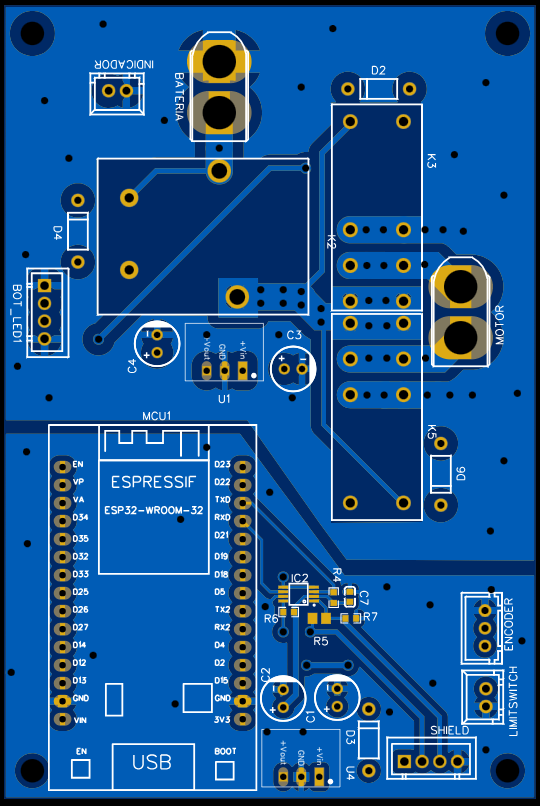 INDICADOR
BATERIA
D2
K3
K2
D4
BOT_LED1
MOTOR
C4
-
+
+Vout
GND
+Vin
U1
C3
+
-
K5
D6
MCU1
ESPRESSIF
ESP32-WROOM-32
EN
VP
VA
D34
D35
D32
D33
D25
D26
D27
D14
D12
D13
GND
VIN
D23
D22
TXD
RXD
D21
D19
D18
D5
TX2
RX2
D4
D2
D15
GND
3V3
EN
USB
BOOT
IC2
R4
C7
R6
R5
R7
ENCODER
LIMITSWITCH
C2
-
+
C1
-
+
D3
U4
+Vout
GND
+Vin
SHIELD